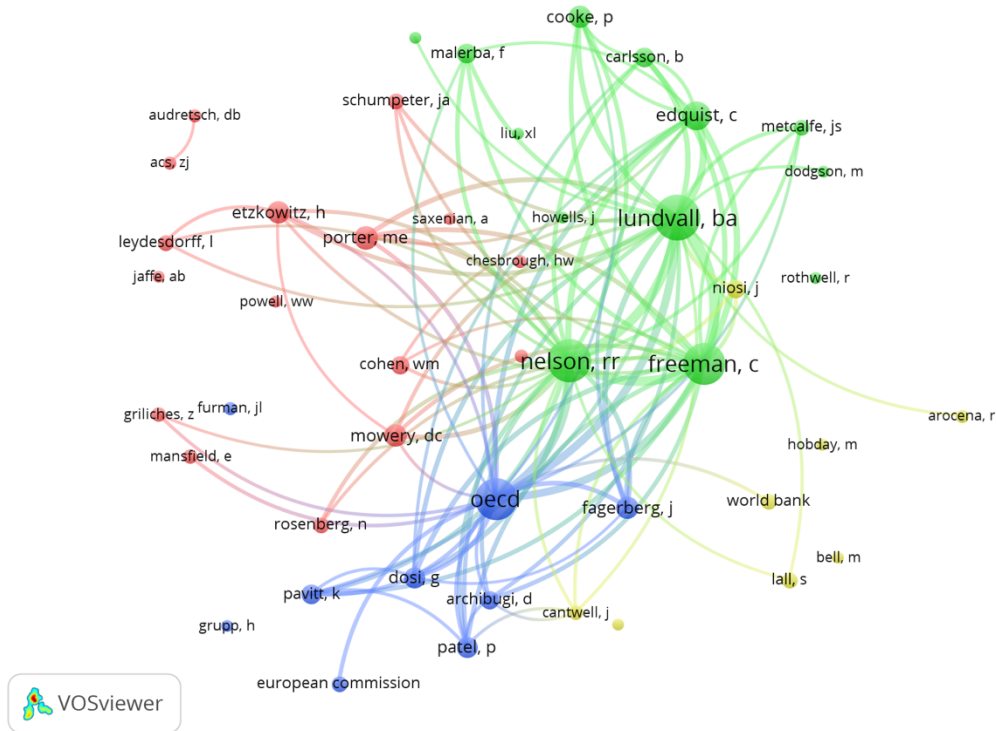 cooke, p
malerba, f
carlsson, b
schumpeter, ja
audretsch, db
edquist, c
metcalfe, js
liu, xl
acs, zj
dodgson, m
etzkowitz, h
saxenian, a
howells, j
lundvall, ba
porter, me
leydesdorff, l
chesbrough, hw
jaffe, ab
rothwell, r
niosi, j
powell, ww
cohen, wm
nelson, rr
freeman, c
griliches, z
furman, jl
arocena, r
mowery, dc
hobday, m
mansfield, e
oecd
fagerberg, j
world bank
rosenberg, n
bell, m
dosi, g
lall, s
pavitt, k
archibugi, d
cantwell, j
grupp, h
patel, p
european commission
VOSviewer